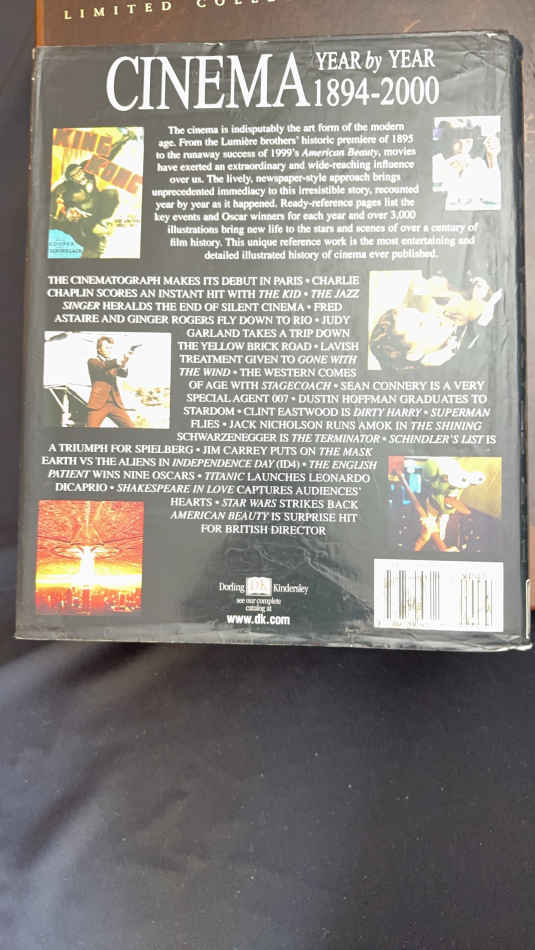 LIMITED COLLE
CINEMA YEAR by YEAR
1894-2000
The cinema is indisputably the art form of the modern
age. From the Lumière brothers' historic premiere of 1895
to the runaway success of 1999's American Beauty, movies
have exerted an extraordinary and wide-reaching influence
over us. The lively, newspaper-style approach brings
unprecedented immediacy to this irresistible story, recounted
year by year as it happened. Ready-reference pages list the
key events and Oscar winners for each year and over 3,000
illustrations bring new life to the stars and scenes of over a century of
film history. This unique reference work is the most entertaining and
detailed illustrated history of cinema ever published.
KING
KONG
COOPER
SCHOEDSACK
THE CINEMATOGRAPH MAKES ITS DEBUT IN PARIS • CHARLIE
CHAPLIN SCORES AN INSTANT HIT WITH THE KID • THE JAZZ
SINGER HERALDS THE END OF SILENT CINEMA • FRED
ASTAIRE AND GINGER ROGERS FLY DOWN TO RIO • JUDY
GARLAND TAKES A TRIP DOWN
THE YELLOW BRICK ROAD • LAVISH
TREATMENT GIVEN TO GONE WITH
THE WIND • THE WESTERN COMES
OF AGE WITH STAGECOACH • SEAN CONNERY IS A VERY
SPECIAL AGENT 007 • DUSTIN HOFFMAN GRADUATES TO
STARDOM • CLINT EASTWOOD IS DIRTY HARRY • SUPERMAN
FLIES • JACK NICHOLSON RUNS AMOK IN THE SHINING
SCHWARZENEGGER IS THE TERMINATOR • SCHINDLER'S LIST IS
A TRIUMPH FOR SPIELBERG • JIM CARREY PUTS ON THE MASK
EARTH VS THE ALIENS IN INDEPENDENCE DAY (ID4) • THE ENGLISH
PATIENT WINS NINE OSCARS • TITANIC LAUNCHES LEONARDO
DICAPRIO • SHAKESPEARE IN LOVE CAPTURES AUDIENCES'
HEARTS • STAR WARS STRIKES BACK
AMERICAN BEAUTY IS SURPRISE HIT
FOR BRITISH DIRECTOR
Dorling DK Kindersley
see our complete
catalog at
www.dk.com